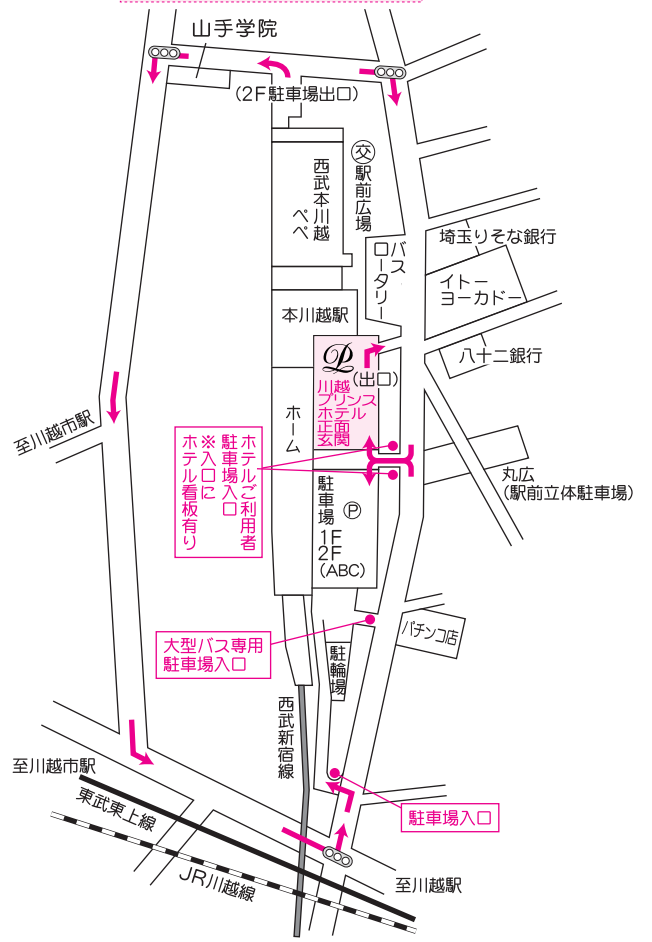 山手学院
(2F駐車場出口)
西武本川越
ペペ
交
駅前広場
バス
ロータリー
埼玉りそな銀行
イトー
ヨーカドー
本川越駅
八十二銀行
(出口)
川越
プリンス
ホテル
正面
玄関
ホーム
至川越市駅
ホテルご利用者
駐車場入口
※入口に
ホテル看板有り
丸広
(駅前立体駐車場)
駐車場
P
1F
2F
(ABC)
パチンコ店
大型バス専用
駐車場入口
駐輪場
西武新宿線
至川越市駅
東武東上線
駐車場入口
JR川越線
至川越駅